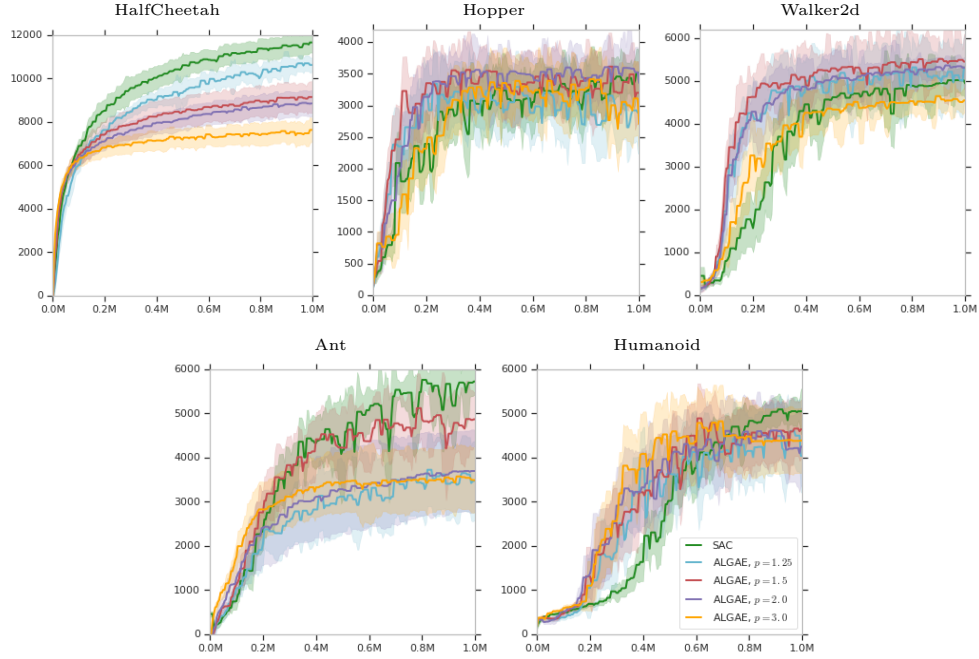 HalfCheetah
12000
10000
8000
6000
4000
2000
0
0.0M 0.2M 0.4M 0.6M 0.8M 1.0M
Hopper
4000
3500
3000
2500
2000
1500
1000
500
0
0.0M 0.2M 0.4M 0.6M 0.8M 1.0M
Walker2d
6000
5000
4000
3000
2000
1000
0
0.0M 0.2M 0.4M 0.6M 0.8M 1.0M
Ant
6000
5000
4000
3000
2000
1000
0
0.0M 0.2M 0.4M 0.6M 0.8M 1.0M
Humanoid
6000
5000
4000
3000
2000
1000
0
0.0M 0.2M 0.4M 0.6M 0.8M 1.0M
SAC
ALGAE, p = 1.25
ALGAE, p = 1.5
ALGAE, p = 2.0
ALGAE, p = 3.0